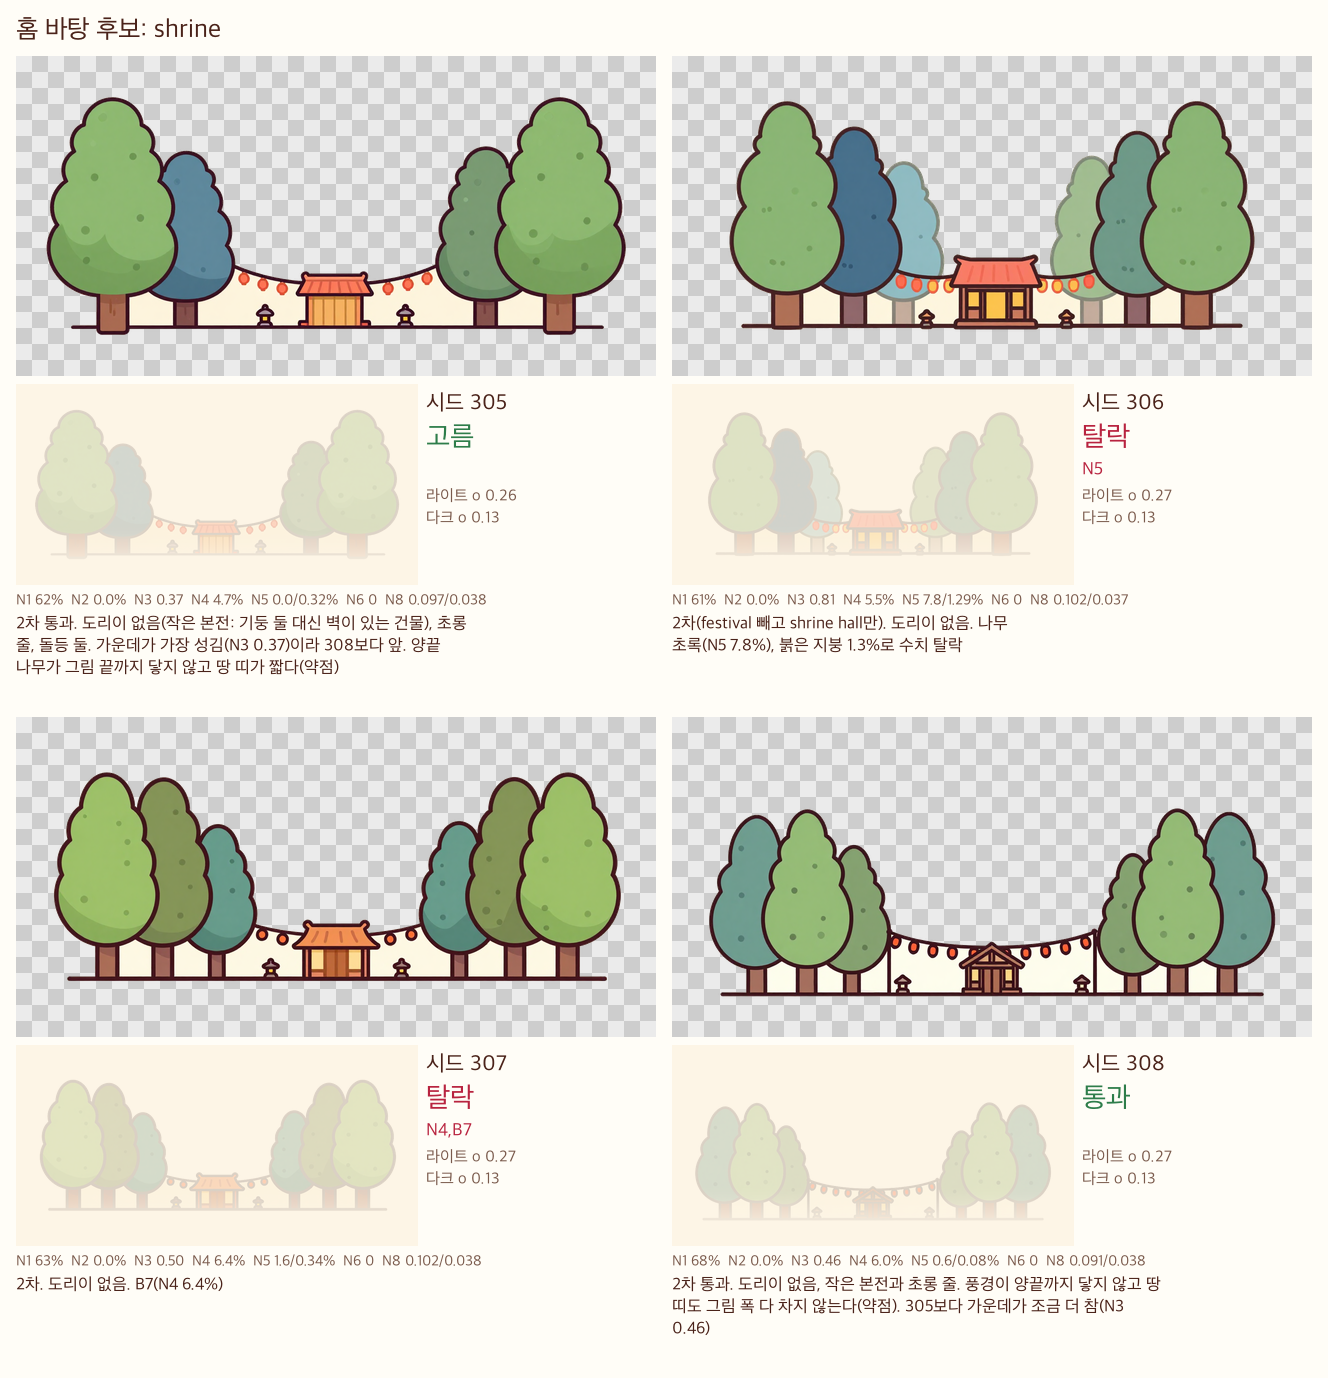 홈 바탕 후보: shrine
시드 305
고름
라이트 o 0.26
다크 o 0.13
N1 62% N2 0.0% N3 0.37 N4 4.7% N5 0.0/0.32% N6 0 N8 0.097/0.038
2차 통과. 도리이 없음(작은 본전: 기둥 둘 대신 벽이 있는 건물), 초롱
줄, 돌등 둘. 가운데가 가장 성김(N3 0.37)이라 308보다 앞. 양끝
나무가 그림 끝까지 닿지 않고 땅 띠가 짧다(약점)
시드 306
탈락
N5
라이트 o 0.27
다크 o 0.13
N1 61% N2 0.0% N3 0.81 N4 5.5% N5 7.8/1.29% N6 0 N8 0.102/0.037
2차(festival 빼고 shrine hall만). 도리이 없음. 나무
초록(N5 7.8%), 붉은 지붕 1.3%로 수치 탈락
시드 307
탈락
N4,B7
라이트 o 0.27
다크 o 0.13
N1 63% N2 0.0% N3 0.50 N4 6.4% N5 1.6/0.34% N6 0 N8 0.102/0.038
2차. 도리이 없음. B7(N4 6.4%)
시드 308
통과
라이트 o 0.27
다크 o 0.13
N1 68% N2 0.0% N3 0.46 N4 6.0% N5 0.6/0.08% N6 0 N8 0.091/0.038
2차 통과. 도리이 없음, 작은 본전과 초롱 줄. 풍경이 양끝까지 닿지 않고 땅
띠도 그림 폭 다 차지 않는다(약점). 305보다 가운데가 조금 더 참(N3
0.46)